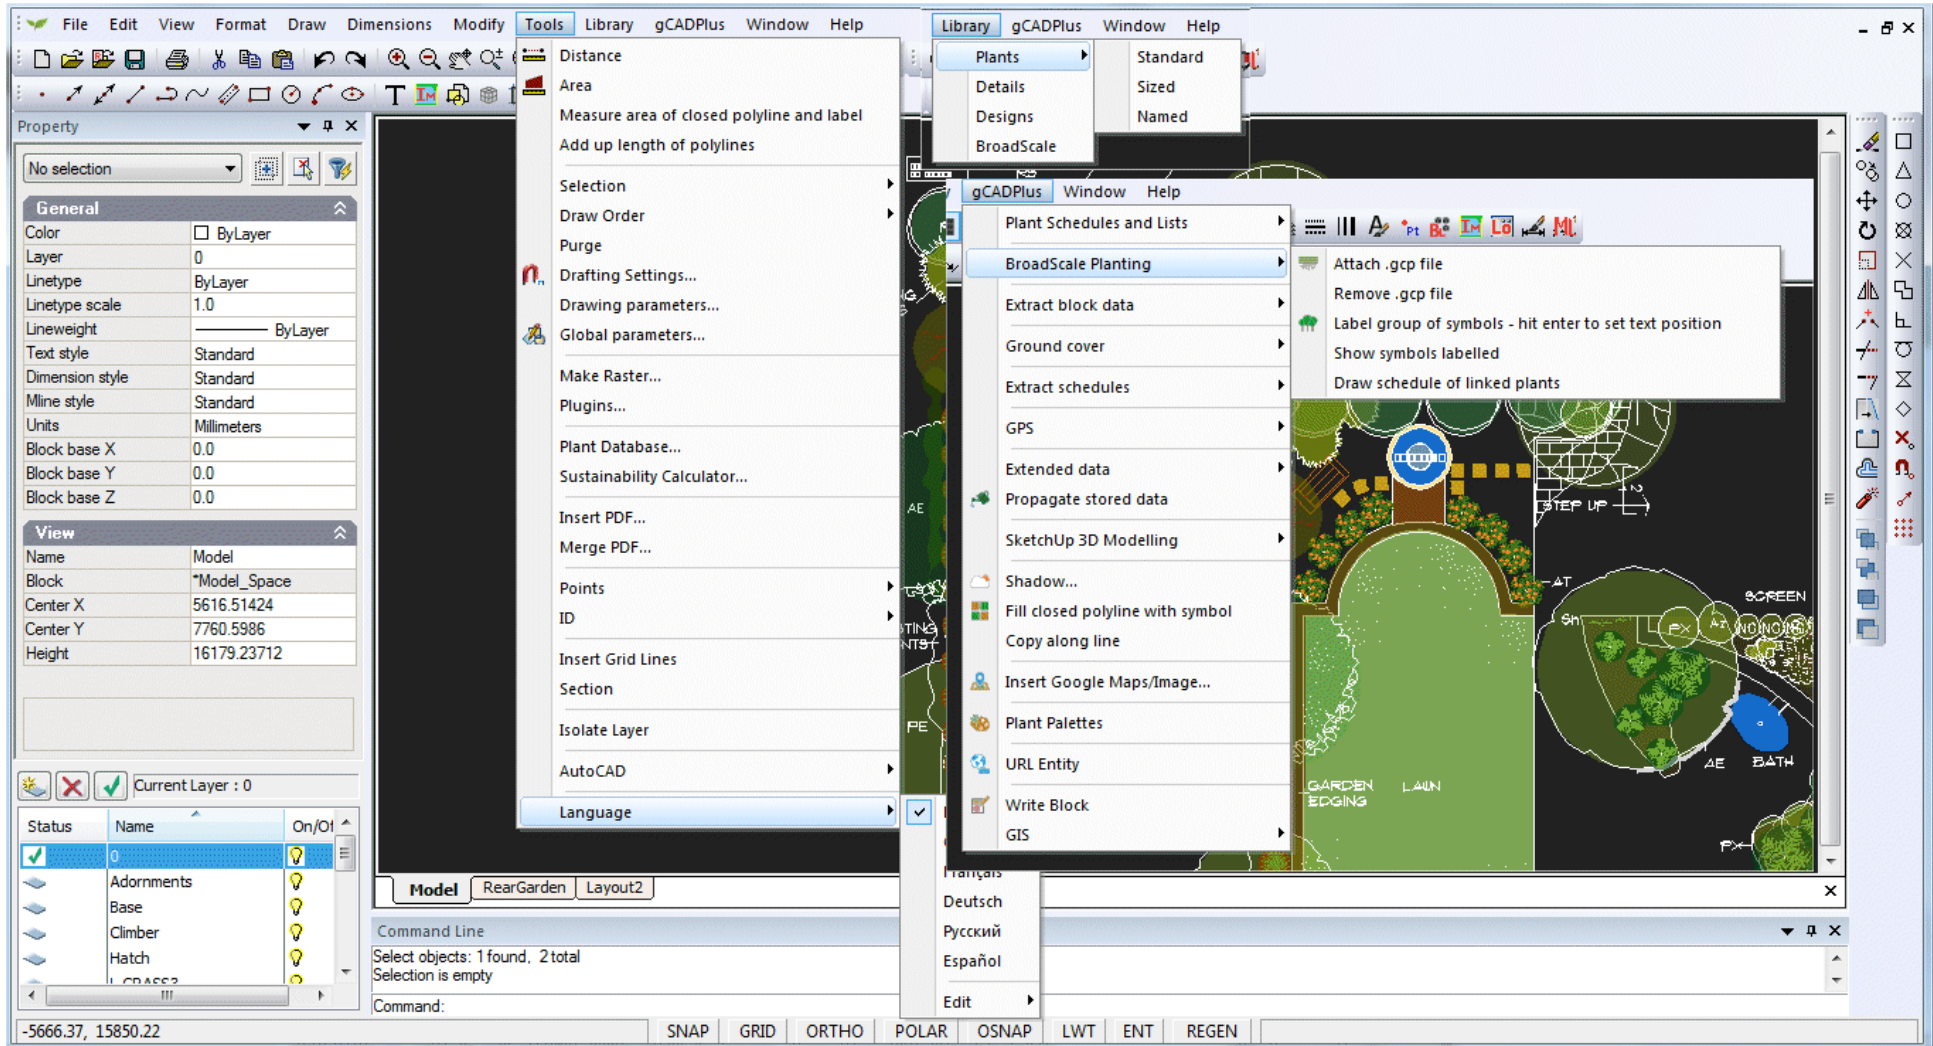 File Edit View Format Draw Dimensions Modify Tools Library gCADPlus Window Help
Library gCADPlus Window Help
Plants
Details
Designs
BroadScale
Standard
Sized
Named
Distance
Area
Measure area of closed polyline and label
Add up length of polylines
Selection
Draw Order
Purge
Drafting Settings...
Drawing parameters...
Global parameters...
Make Raster...
Plugins...
Plant Database...
Sustainability Calculator...
Insert PDF...
Merge PDF...
Points
ID
Insert Grid Lines
Section
Isolate Layer
AutoCAD
Language
gCADPlus Window Help
Plant Schedules and Lists
BroadScale Planting
Extract block data
Ground cover
Extract schedules
GPS
Extended data
Propagate stored data
SketchUp 3D Modelling
Shadow...
Fill closed polyline with symbol
Copy along line
Insert Google Maps/Image...
Plant Palettes
URL Entity
Write Block
GIS
Attach .gcp file
Remove .gcp file
Label group of symbols - hit enter to set text position
Show symbols labelled
Draw schedule of linked plants
Property
No selection
General
Color ByLayer
Layer 0
Linetype ByLayer
Linetype scale 1.0
Lineweight ByLayer
Text style Standard
Dimension style Standard
Mline style Standard
Units Millimeters
Block base X 0.0
Block base Y 0.0
Block base Z 0.0
View
Name Model
Block *Model_Space
Center X 5616.51424
Center Y 7760.5986
Height 16179.23712
Current Layer : 0
Status Name On/Of
0
Adornments
Base
Climber
Hatch
STEP UP
AT
SCREEN
Sh
PX
AZ
AE
BATH
AE
PE
GARDEN
EDGING
LAWN
PX
Model RearGarden Layout2
Français
Deutsch
Русский
Español
Edit
Command Line
Select objects: 1 found, 2 total
Selection is empty
Command:
-5666.37, 15850.22
SNAP GRID ORTHO POLAR OSNAP LWT ENT REGEN